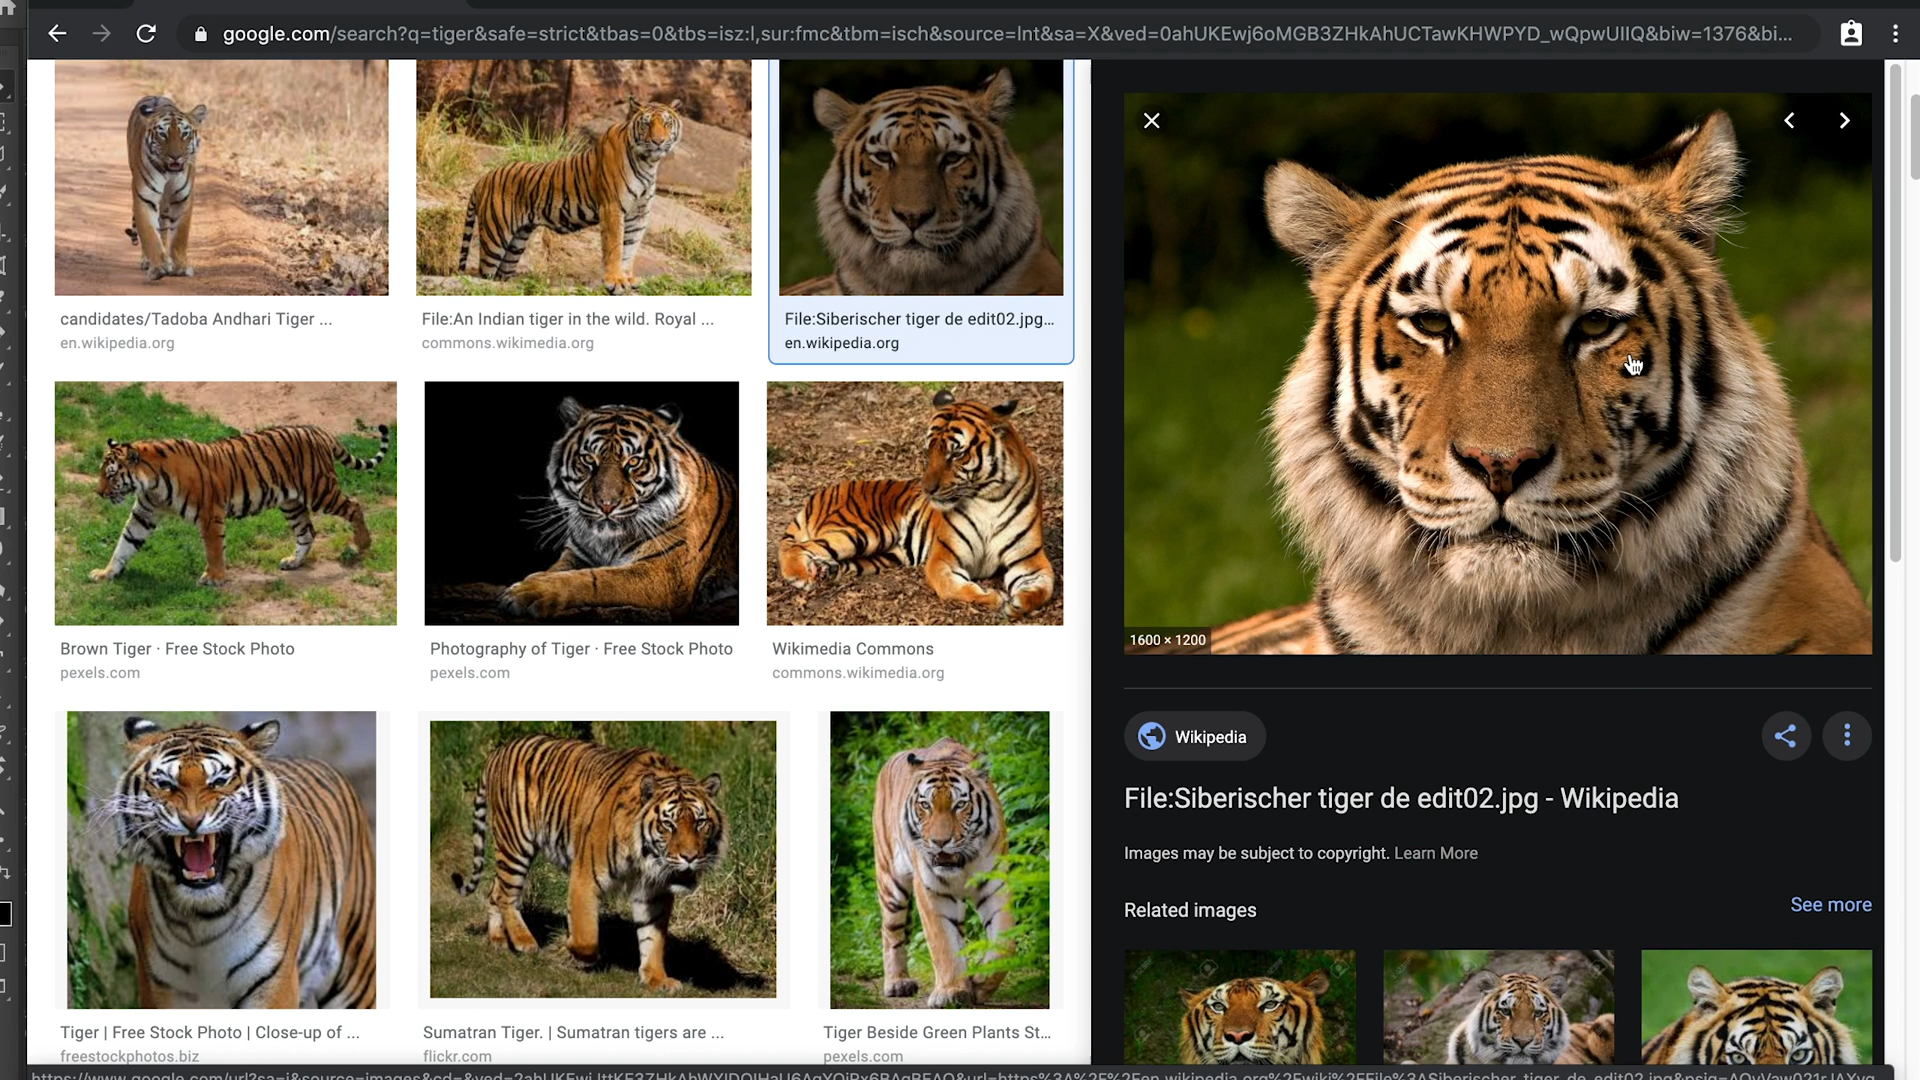 google.com/search?q=tiger&safe=strict&tbas=0&tbs=isz:l,sur:fmc&tbm=isch&source=lnt&sa=X&ved=0ahUKEwj6oMGB3ZHkAhUCTawKHWPYD_wQpwUIIQ&biw=1376&bi...
candidates/Tadoba Andhari Tiger ...
en.wikipedia.org
File:An Indian tiger in the wild. Royal ...
commons.wikimedia.org
File:Siberischer tiger de edit02.jpg...
en.wikipedia.org
Brown Tiger · Free Stock Photo
pexels.com
Photography of Tiger · Free Stock Photo
pexels.com
Wikimedia Commons
commons.wikimedia.org
Tiger | Free Stock Photo | Close-up of ...
freestockphotos.biz
Sumatran Tiger. | Sumatran tigers are ...
flickr.com
Tiger Beside Green Plants St...
pexels.com
1600 × 1200
Wikipedia
File:Siberischer tiger de edit02.jpg - Wikipedia
Images may be subject to copyright. Learn More
Related images
See more